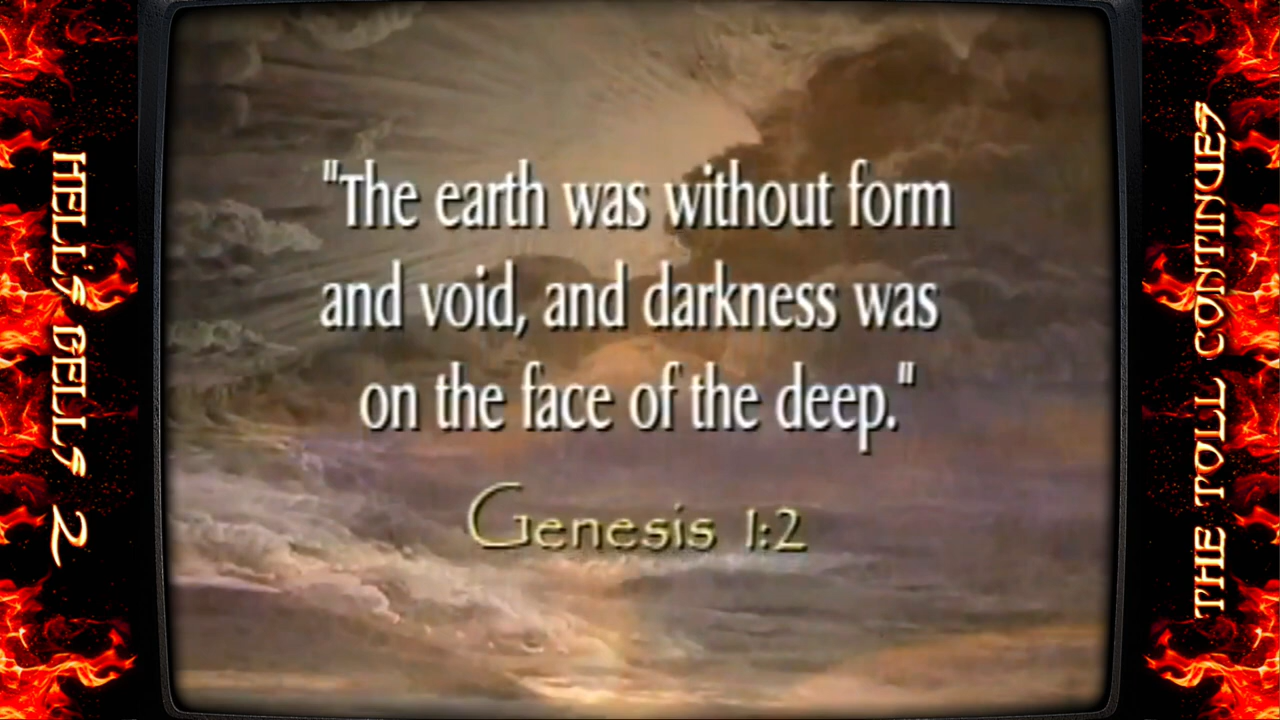 HELL'S BELLS 2
"The earth was without form
and void, and darkness was
on the face of the deep."
Genesis 1:2
THE TOLL CONTINUES